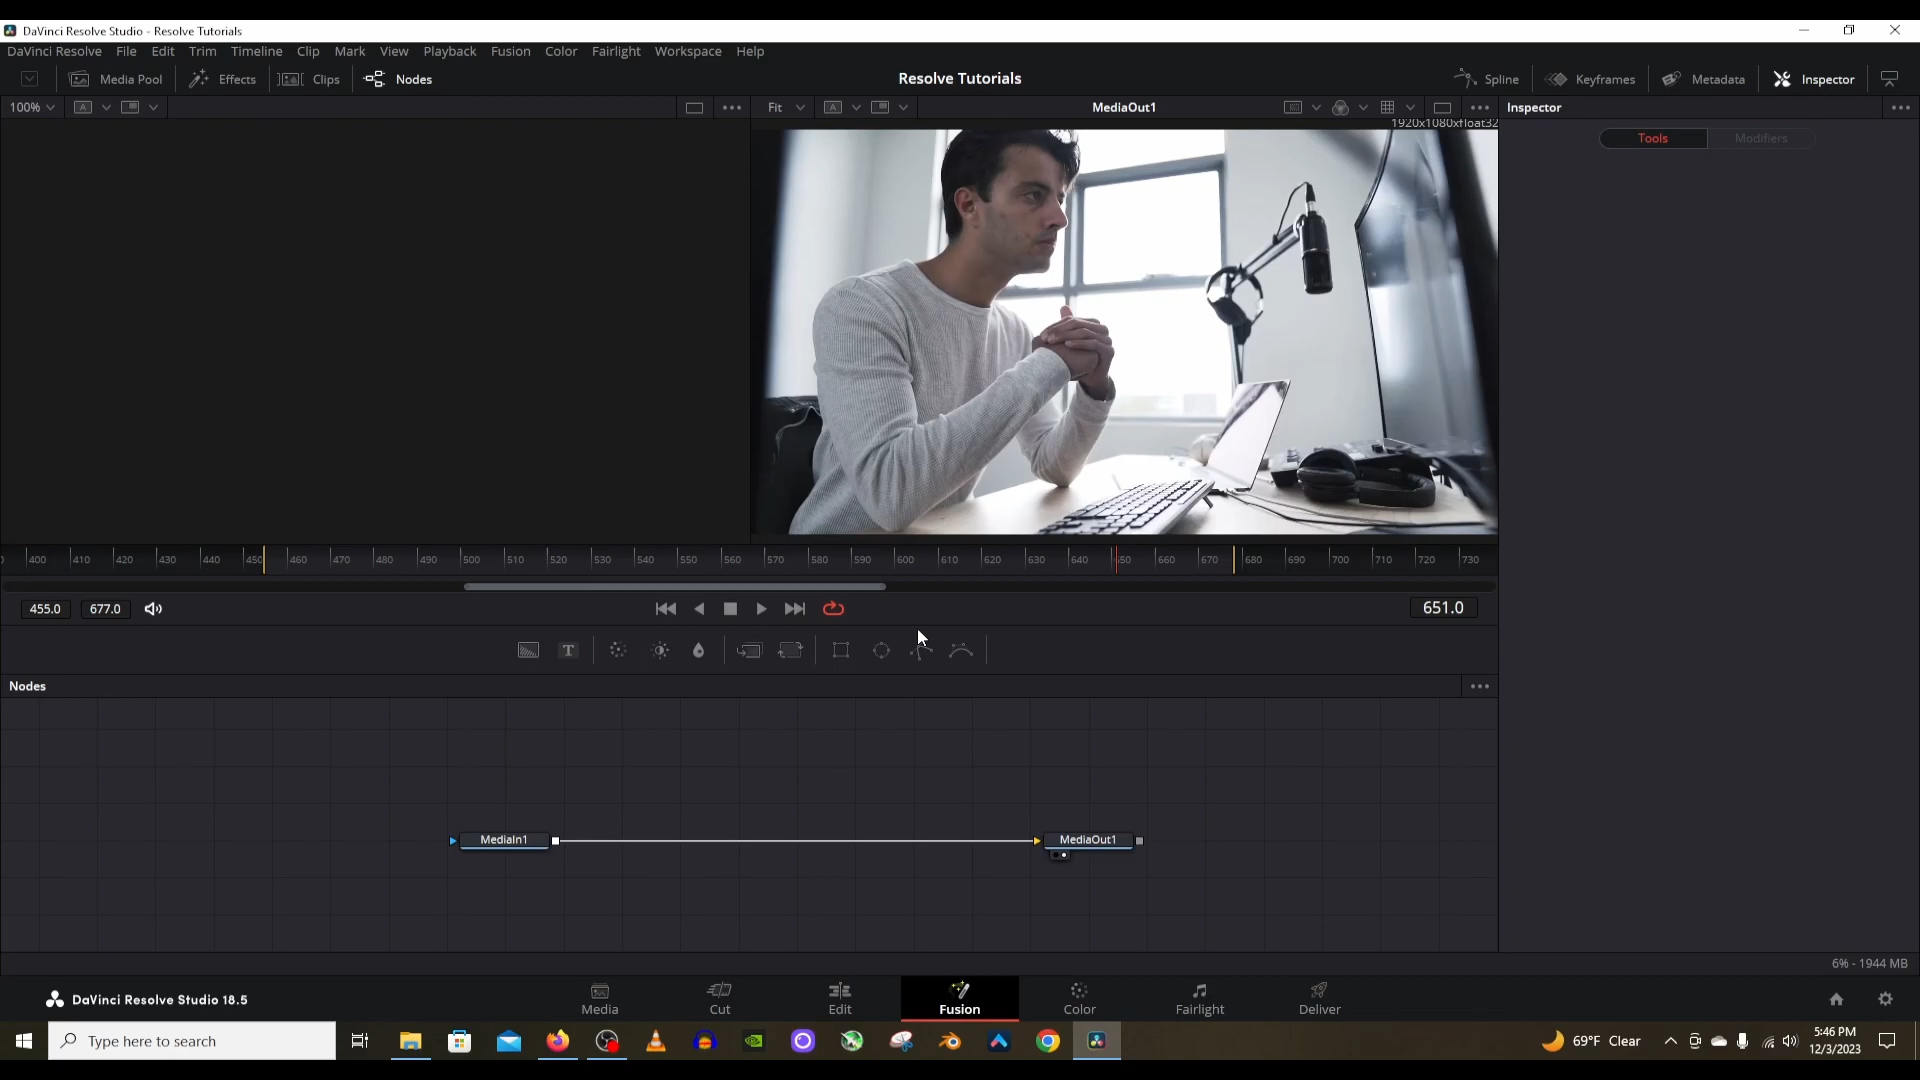 DaVinci Resolve Studio - Resolve Tutorials
DaVinci Resolve File Edit Trim Timeline Clip Mark View Playback Fusion Color Fairlight Workspace Help
Media Pool Effects Clips Nodes Resolve Tutorials Spline Keyframes Metadata Inspector
100% A Fit A MediaOut1 Inspector
1920x1080xfloat32
Tools Modifiers
400 410 420 430 440 450 460 470 480 490 500 510 520 530 540 550 560 570 580 590 600 610 620 630 640 650 660 670 680 690 700 710 720 730
455.0 677.0 651.0
T
Nodes
MediaIn1 MediaOut1
6% - 1944 MB
DaVinci Resolve Studio 18.5
Media Cut Edit Fusion Color Fairlight Deliver
Type here to search
69°F Clear
5:46 PM
12/3/2023